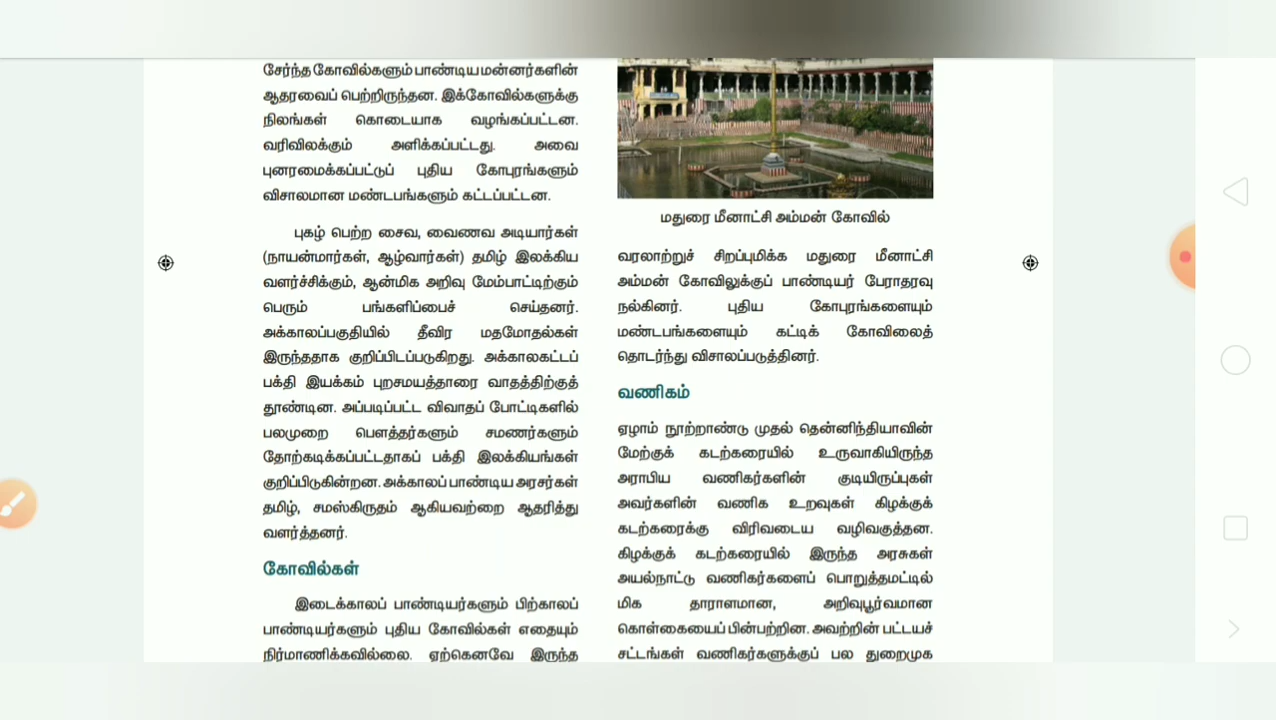 சேர்ந்த கோவில்களும் பாண்டிய மன்னர்களின்
ஆதரவைப் பெற்றிருந்தன. இக்கோவில்களுக்கு
நிலங்கள் கொடையாக வழங்கப்பட்டன.
வரிவிலக்கும் அளிக்கப்பட்டது. அவை
புனரமைக்கப்பட்டுப் புதிய கோபுரங்களும்
விசாலமான மண்டபங்களும் கட்டப்பட்டன.
புகழ் பெற்ற சைவ, வைணவ அடியார்கள்
(நாயன்மார்கள், ஆழ்வார்கள்) தமிழ் இலக்கிய
வளர்ச்சிக்கும், ஆன்மிக அறிவு மேம்பாட்டிற்கும்
பெரும் பங்களிப்பைச் செய்தனர்.
அக்காலப்பகுதியில் தீவிர மதமோதல்கள்
இருந்ததாக குறிப்பிடப்படுகிறது. அக்காலகட்டப்
பக்தி இயக்கம் புறசமயத்தாரை வாதத்திற்குத்
தூண்டின. அப்படிப்பட்ட விவாதப் போட்டிகளில்
பலமுறை பௌத்தர்களும் சமணர்களும்
தோற்கடிக்கப்பட்டதாகப் பக்தி இலக்கியங்கள்
குறிப்பிடுகின்றன. அக்காலப் பாண்டிய அரசர்கள்
தமிழ், சமஸ்கிருதம் ஆகியவற்றை ஆதரித்து
வளர்த்தனர்.
கோவில்கள்
இடைக்காலப் பாண்டியர்களும் பிற்காலப்
பாண்டியர்களும் புதிய கோவில்கள் எதையும்
நிர்மாணிக்கவில்லை. ஏற்கெனவே இருந்த
மதுரை மீனாட்சி அம்மன் கோவில்
வரலாற்றுச் சிறப்புமிக்க மதுரை மீனாட்சி
அம்மன் கோவிலுக்குப் பாண்டியர் பேராதரவு
நல்கினர். புதிய கோபுரங்களையும்
மண்டபங்களையும் கட்டிக் கோவிலைத்
தொடர்ந்து விசாலப்படுத்தினர்.
வணிகம்
ஏழாம் நூற்றாண்டு முதல் தென்னிந்தியாவின்
மேற்குக் கடற்கரையில் உருவாகியிருந்த
அராபிய வணிகர்களின் குடியிருப்புகள்
அவர்களின் வணிக உறவுகள் கிழக்குக்
கடற்கரைக்கு விரிவடைய வழிவகுத்தன.
கிழக்குக் கடற்கரையில் இருந்த அரசுகள்
அயல்நாட்டு வணிகர்களைப் பொறுத்தமட்டில்
மிக தாராளமான, அறிவுபூர்வமான
கொள்கையைப் பின்பற்றின. அவற்றின் பட்டயச்
சட்டங்கள் வணிகர்களுக்குப் பல துறைமுக